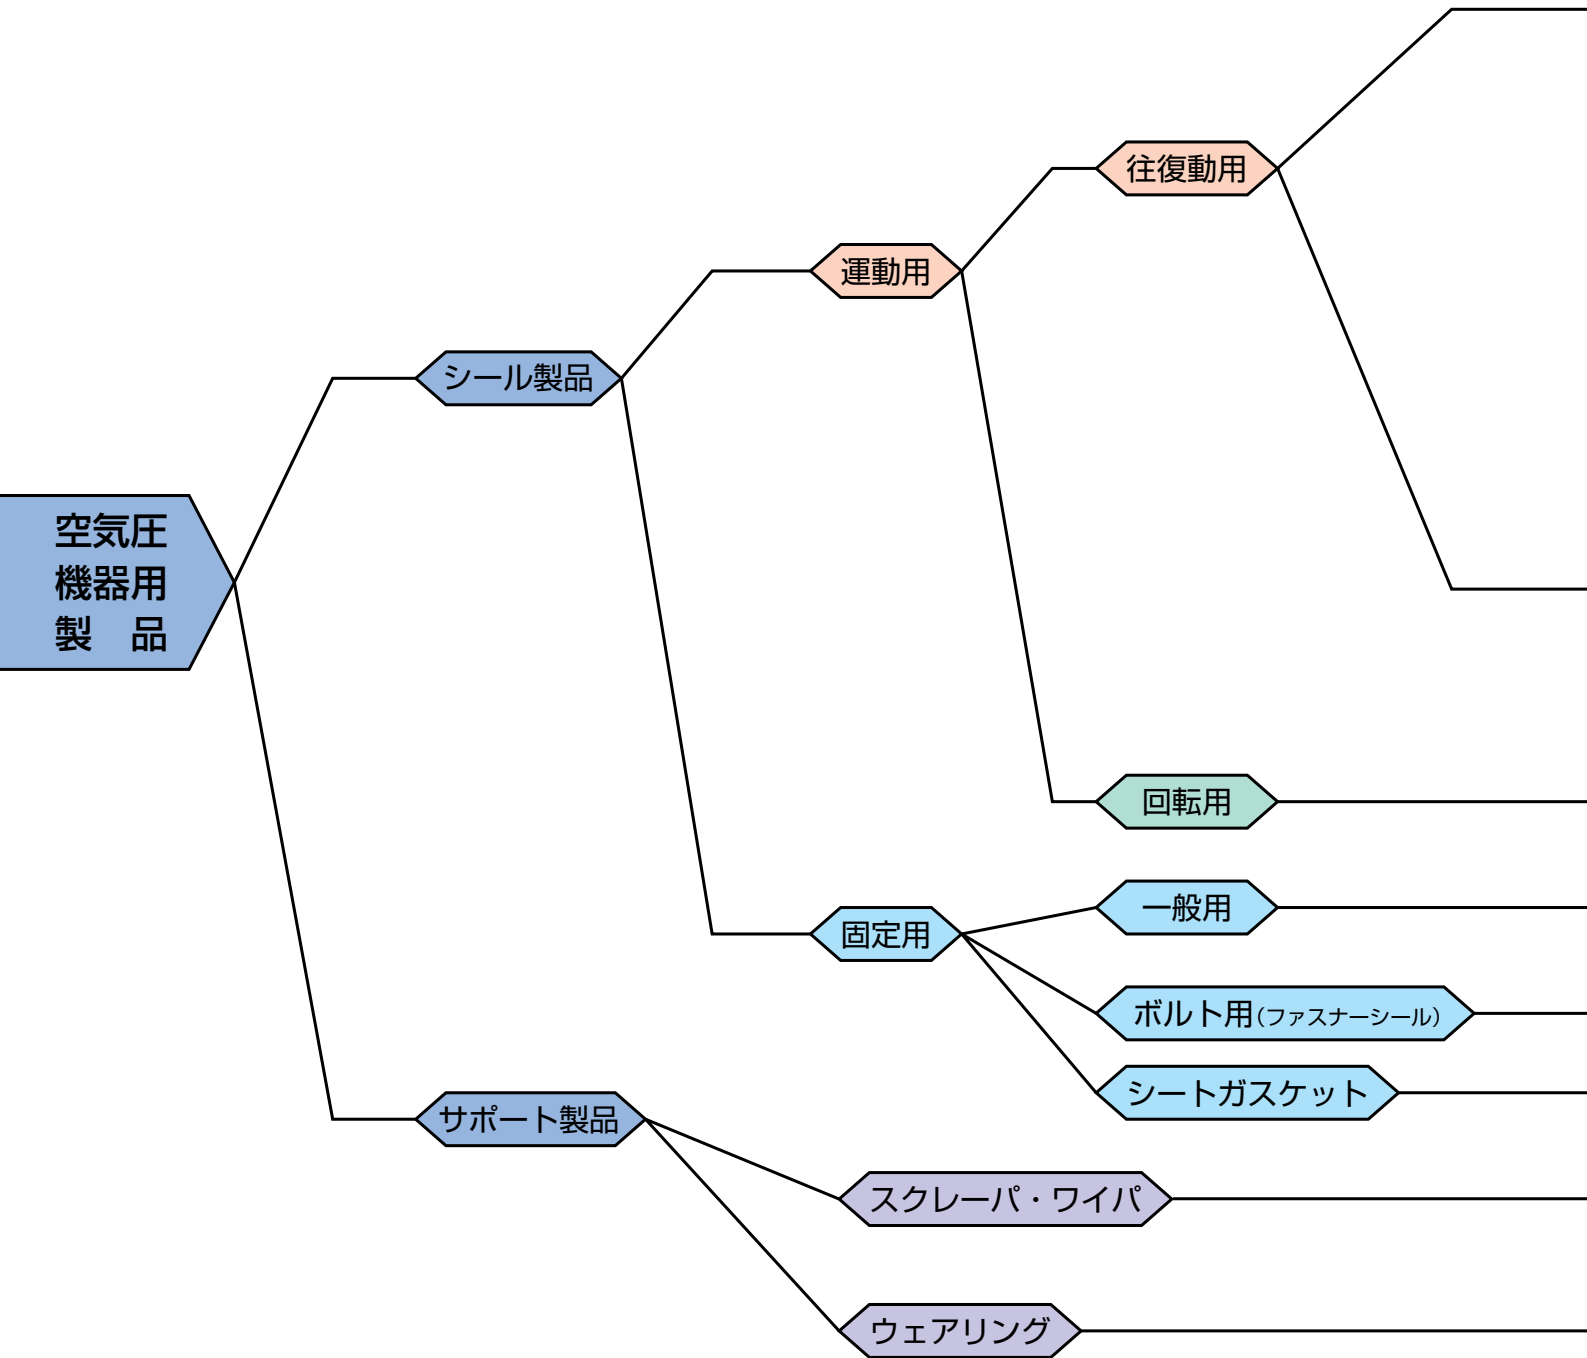 空気圧
機器用
製　品
シール製品
運動用
往復動用
回転用
固定用
一般用
ボルト用（ファスナーシール）
シートガスケット
サポート製品
スクレーパ・ワイパ
ウェアリング